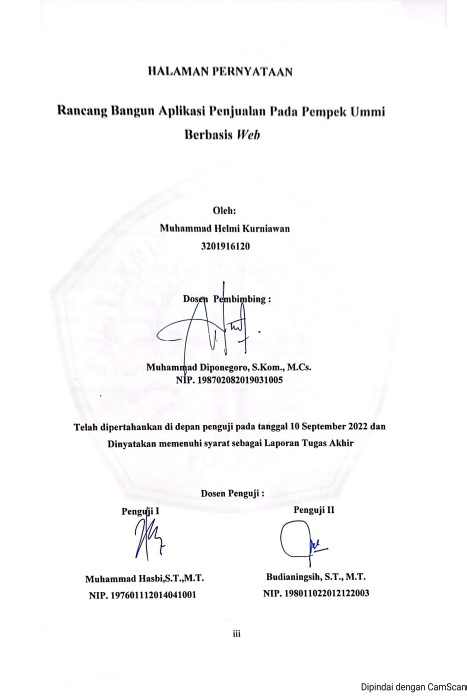 HALAMAN PERNYATAAN
Rancang Bangun Aplikasi Penjualan Pada Pempek Ummi
Berbasis Web
Oleh:
Muhammad Helmi Kurniawan
3201916120
Dosen Pembimbing :
Muhammad Diponegoro, S.Kom., M.Cs.
NIP. 198702082019031005
Telah dipertahankan di depan penguji pada tanggal 10 September 2022 dan
Dinyatakan memenuhi syarat sebagai Laporan Tugas Akhir
Dosen Penguji :
Penguji I
Penguji II
Muhammad Hasbi,S.T.,M.T.
NIP. 197601112014041001
Budianingsih, S.T., M.T.
NIP. 198011022012122003
iii
Dipindai dengan CamScan